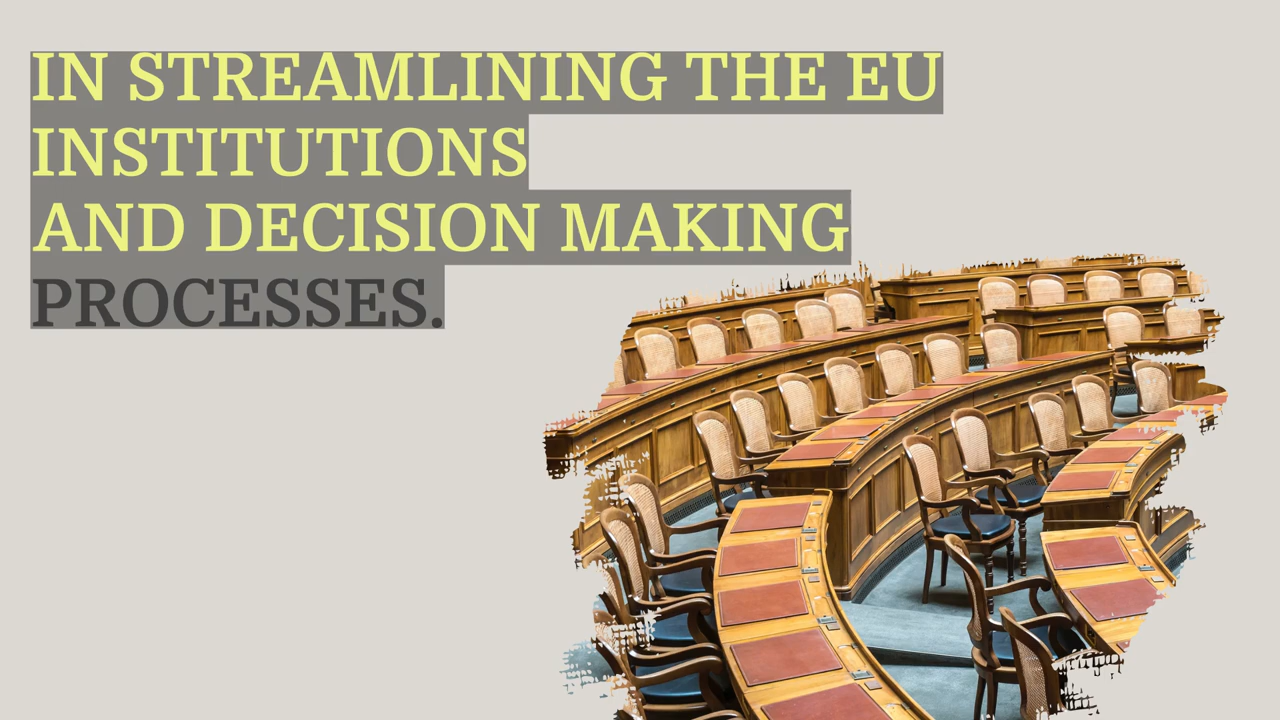 IN STREAMLINING THE EU
INSTITUTIONS
AND DECISION MAKING
PROCESSES.